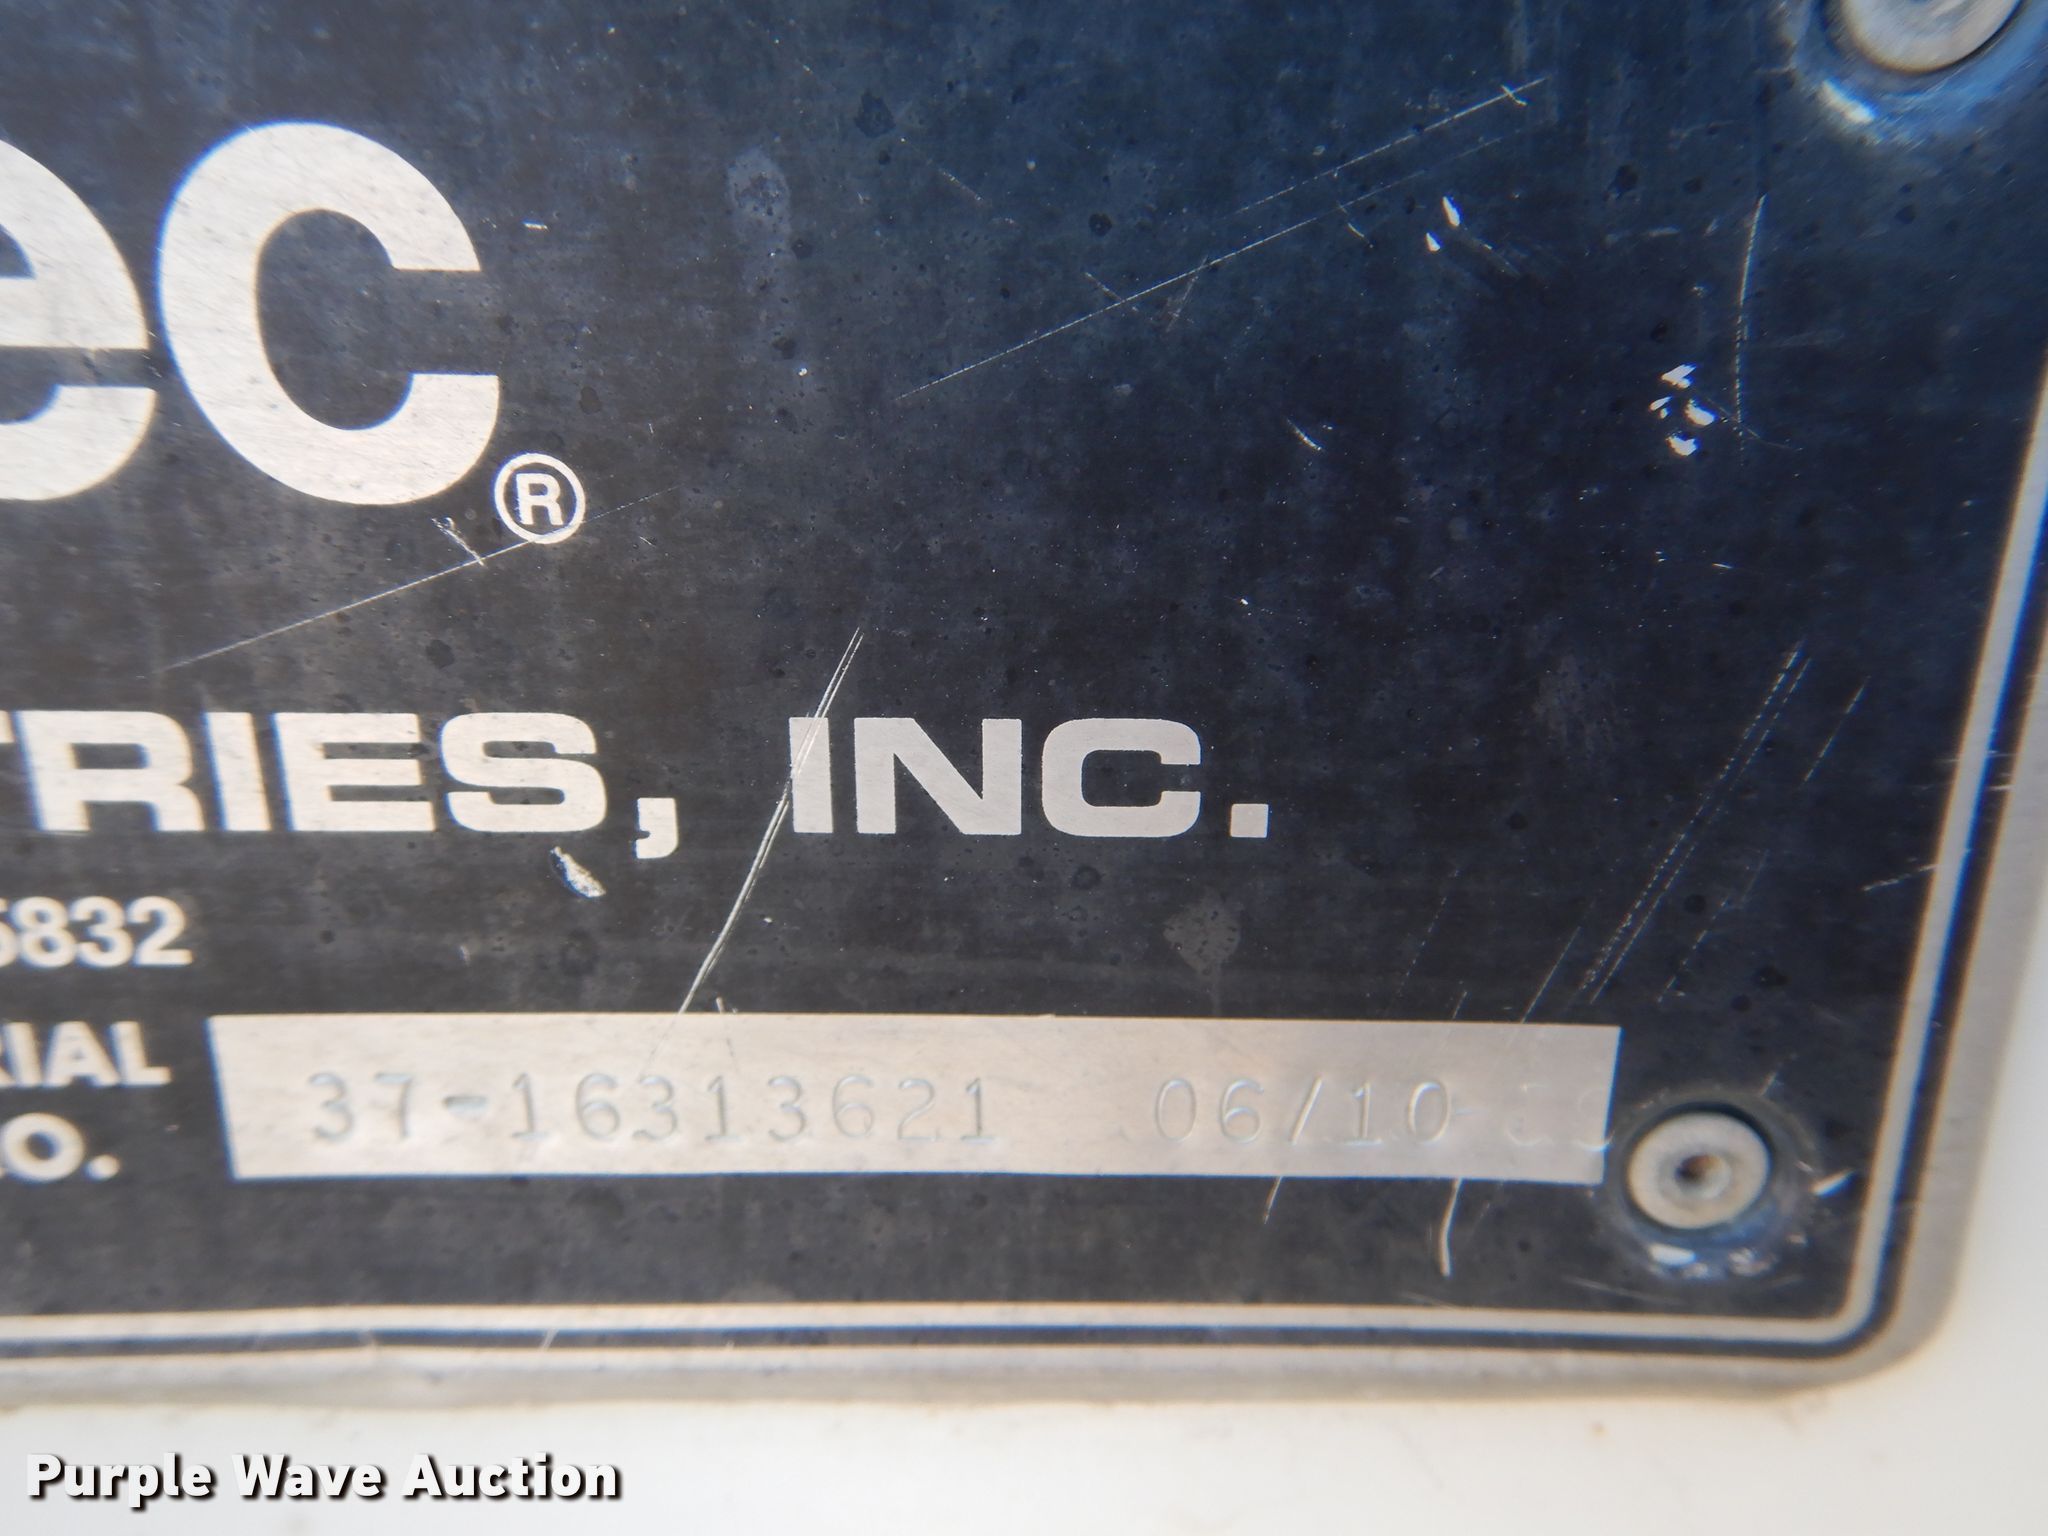 ec®
TRIES, INC.
5832
RIAL
37-16313621 06/10
O.
Purple Wave Auction